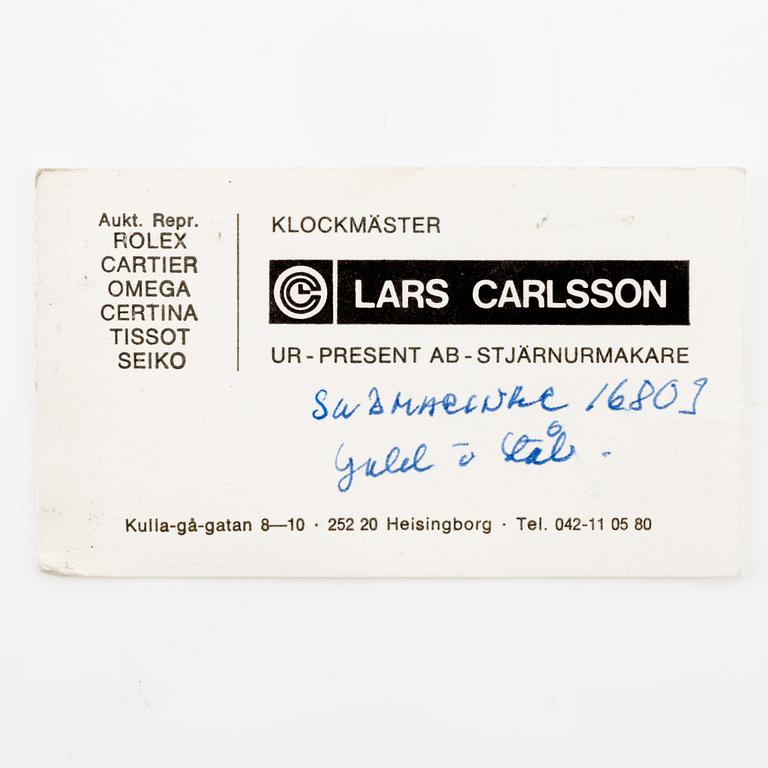 Aukt. Repr.
ROLEX
CARTIER
OMEGA
CERTINA
TISSOT
SEIKO
KLOCKMÄSTER
LARS CARLSSON
UR - PRESENT AB - STJÄRNURMAKARE
SUBMARINEC 16803
Guld o Stål.
Kulla-gå-gatan 8—10 · 252 20 Helsingborg · Tel. 042-11 05 80